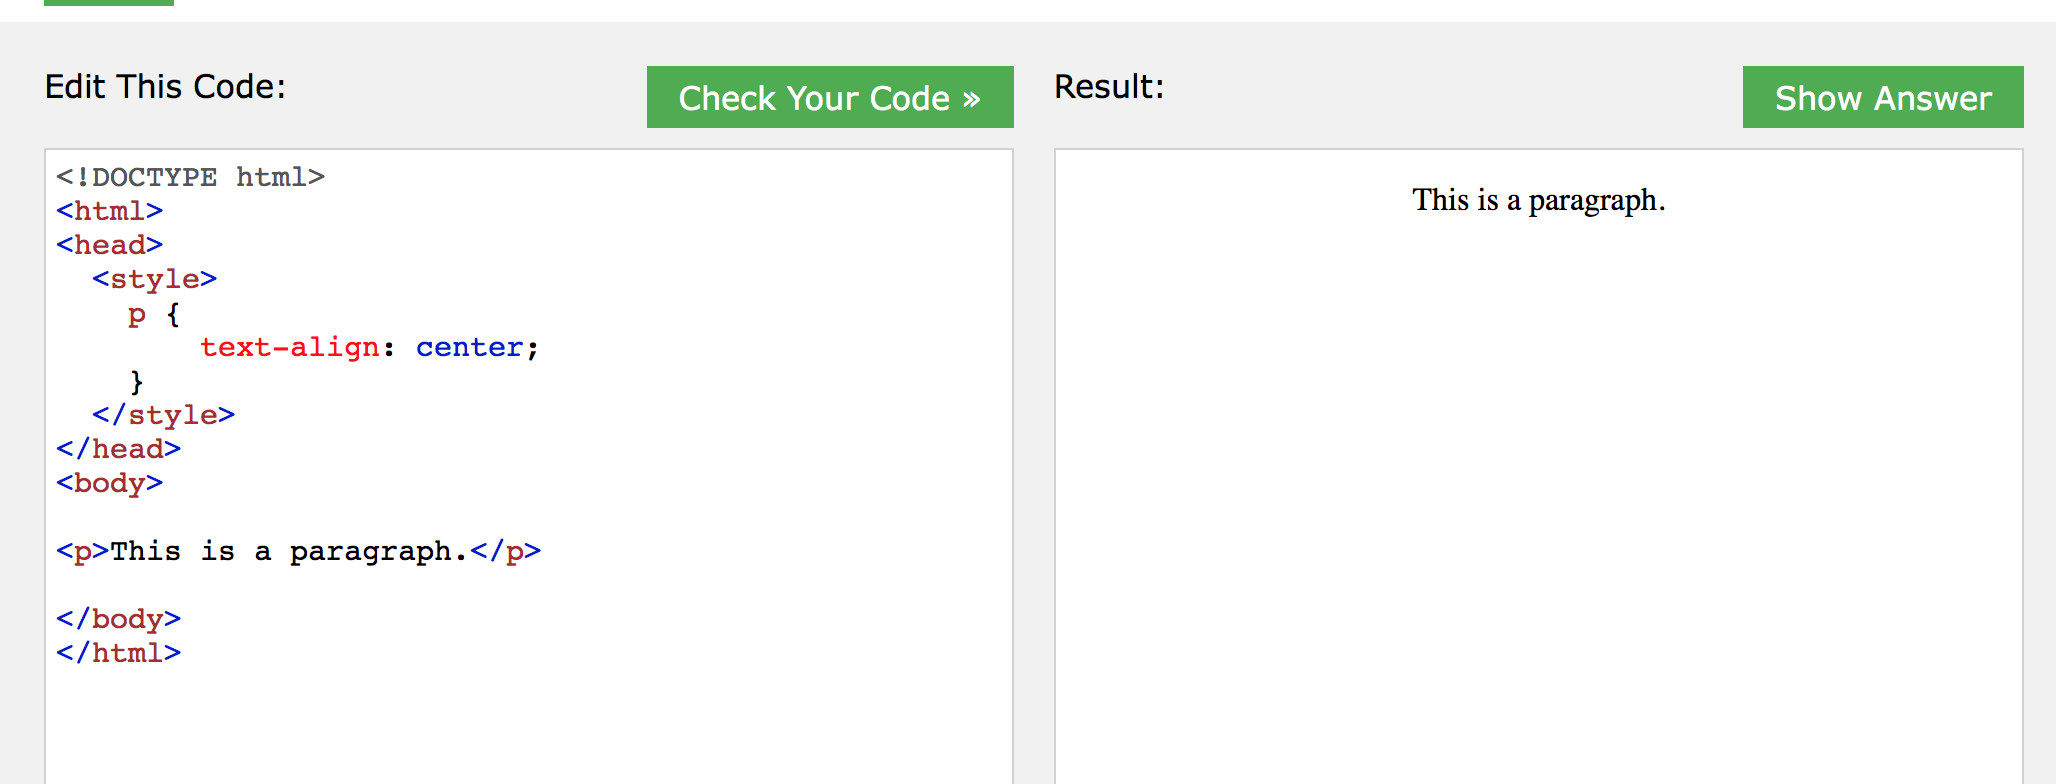 Edit This Code:
Check Your Code »
<!DOCTYPE html>
<html>
<head>
  <style>
    p {
        text-align: center;
    }
  </style>
</head>
<body>
<p>This is a paragraph.</p>
</body>
</html>
Result:
Show Answer
This is a paragraph.